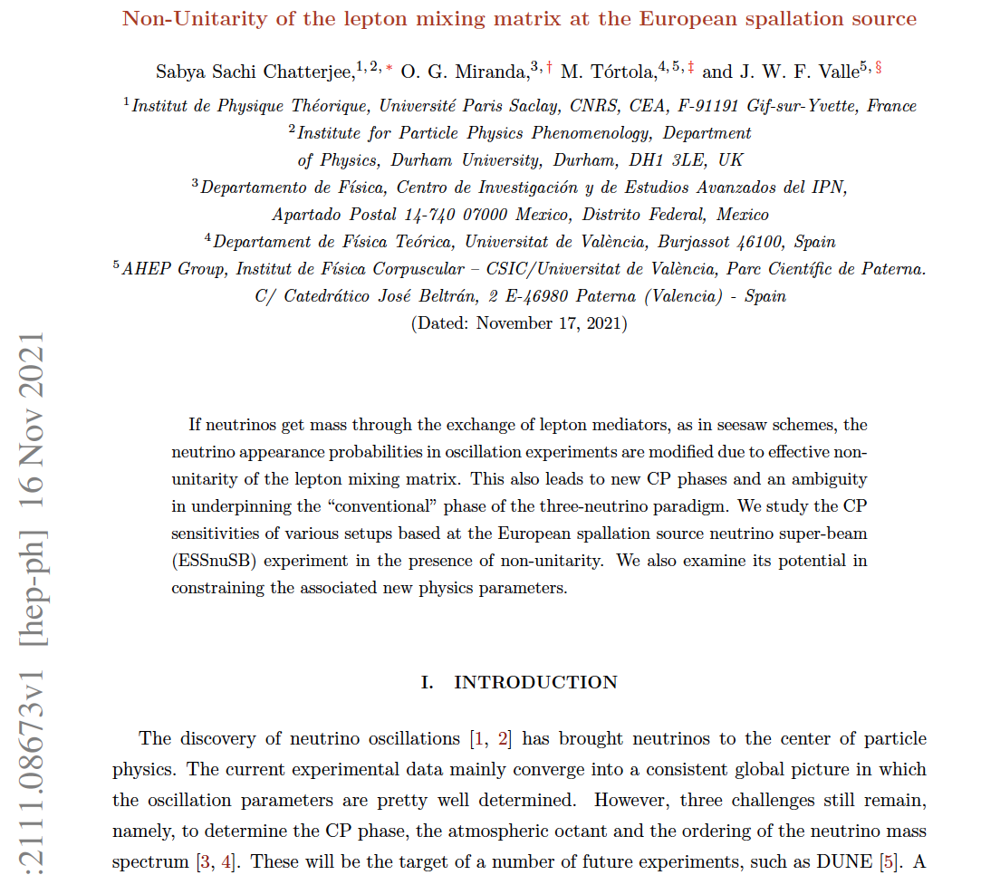 Non-Unitarity of the lepton mixing matrix at the European spallation source
Sabya Sachi Chatterjee,1, 2, * O. G. Miranda,3, † M. Tórtola,4, 5, ‡ and J. W. F. Valle5, §
1Institut de Physique Théorique, Université Paris Saclay, CNRS, CEA, F-91191 Gif-sur-Yvette, France
2Institute for Particle Physics Phenomenology, Department
of Physics, Durham University, Durham, DH1 3LE, UK
3Departamento de Física, Centro de Investigación y de Estudios Avanzados del IPN,
Apartado Postal 14-740 07000 Mexico, Distrito Federal, Mexico
4Departament de Física Teórica, Universitat de València, Burjassot 46100, Spain
5AHEP Group, Institut de Física Corpuscular – CSIC/Universitat de València, Parc Científic de Paterna.
C/ Catedrático José Beltrán, 2 E-46980 Paterna (Valencia) - Spain
(Dated: November 17, 2021)
If neutrinos get mass through the exchange of lepton mediators, as in seesaw schemes, the
neutrino appearance probabilities in oscillation experiments are modified due to effective non-
unitarity of the lepton mixing matrix. This also leads to new CP phases and an ambiguity
in underpinning the “conventional” phase of the three-neutrino paradigm. We study the CP
sensitivities of various setups based at the European spallation source neutrino super-beam
(ESSnuSB) experiment in the presence of non-unitarity. We also examine its potential in
constraining the associated new physics parameters.
I. INTRODUCTION
The discovery of neutrino oscillations [1, 2] has brought neutrinos to the center of particle
physics. The current experimental data mainly converge into a consistent global picture in which
the oscillation parameters are pretty well determined. However, three challenges still remain,
namely, to determine the CP phase, the atmospheric octant and the ordering of the neutrino mass
spectrum [3, 4]. These will be the target of a number of future experiments, such as DUNE [5]. A
:2111.08673v1 [hep-ph] 16 Nov 2021